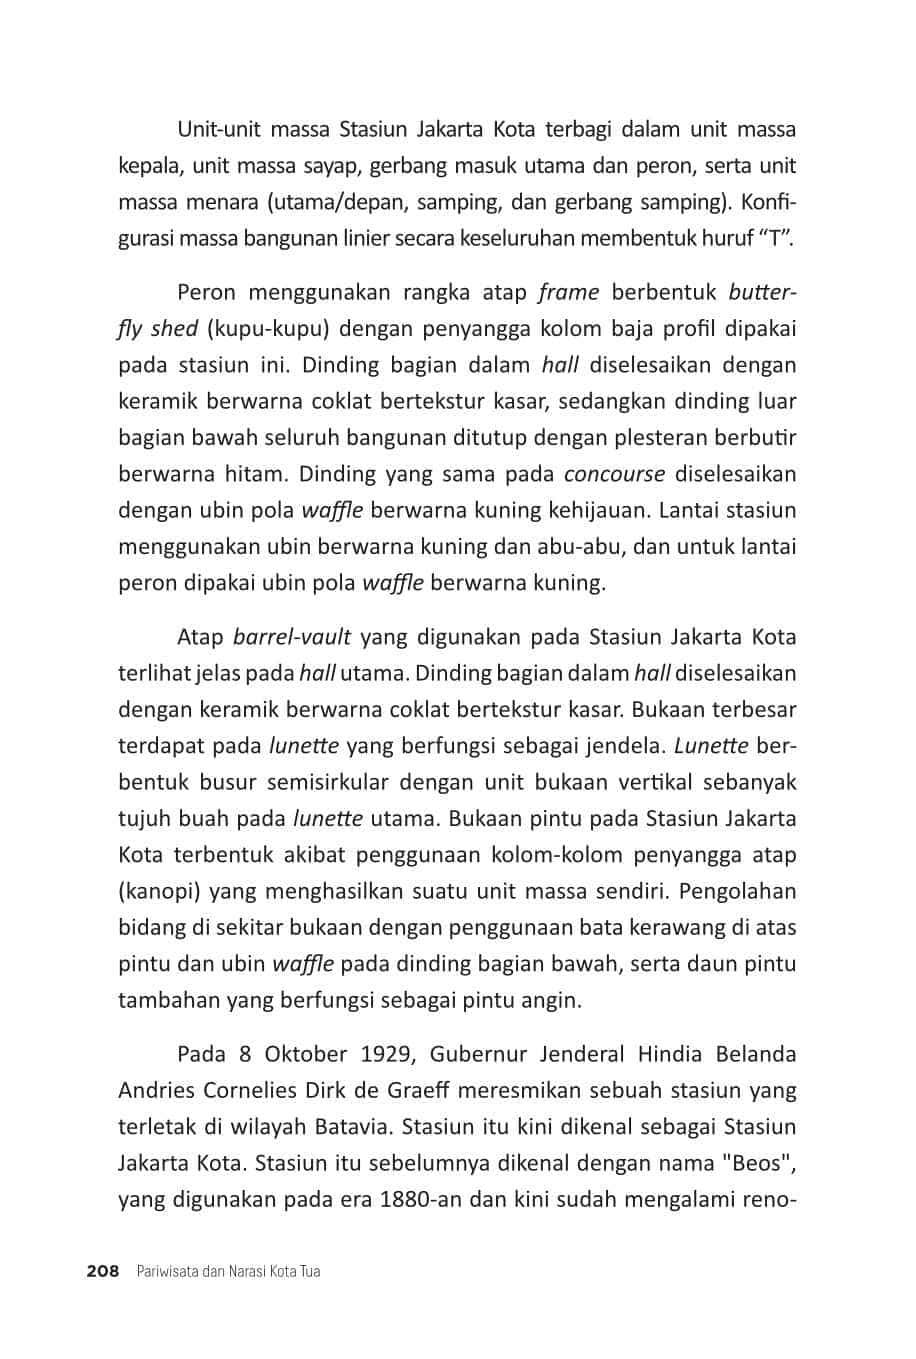 Unit-unit massa Stasiun Jakarta Kota terbagi dalam unit massa
kepala, unit massa sayap, gerbang masuk utama dan peron, serta unit
massa menara (utama/depan, samping, dan gerbang samping). Konfi-
gurasi massa bangunan linier secara keseluruhan membentuk huruf “T”.
Peron menggunakan rangka atap frame berbentuk butter-
fly shed (kupu-kupu) dengan penyangga kolom baja profil dipakai
pada stasiun ini. Dinding bagian dalam hall diselesaikan dengan
keramik berwarna coklat bertekstur kasar, sedangkan dinding luar
bagian bawah seluruh bangunan ditutup dengan plesteran berbutir
berwarna hitam. Dinding yang sama pada concourse diselesaikan
dengan ubin pola waffle berwarna kuning kehijauan. Lantai stasiun
menggunakan ubin berwarna kuning dan abu-abu, dan untuk lantai
peron dipakai ubin pola waffle berwarna kuning.
Atap barrel-vault yang digunakan pada Stasiun Jakarta Kota
terlihat jelas pada hall utama. Dinding bagian dalam hall diselesaikan
dengan keramik berwarna coklat bertekstur kasar. Bukaan terbesar
terdapat pada lunette yang berfungsi sebagai jendela. Lunette ber-
bentuk busur semisirkular dengan unit bukaan vertikal sebanyak
tujuh buah pada lunette utama. Bukaan pintu pada Stasiun Jakarta
Kota terbentuk akibat penggunaan kolom-kolom penyangga atap
(kanopi) yang menghasilkan suatu unit massa sendiri. Pengolahan
bidang di sekitar bukaan dengan penggunaan bata kerawang di atas
pintu dan ubin waffle pada dinding bagian bawah, serta daun pintu
tambahan yang berfungsi sebagai pintu angin.
Pada 8 Oktober 1929, Gubernur Jenderal Hindia Belanda
Andries Cornelies Dirk de Graeff meresmikan sebuah stasiun yang
terletak di wilayah Batavia. Stasiun itu kini dikenal sebagai Stasiun
Jakarta Kota. Stasiun itu sebelumnya dikenal dengan nama "Beos",
yang digunakan pada era 1880-an dan kini sudah mengalami reno-
208 Pariwisata dan Narasi Kota Tua